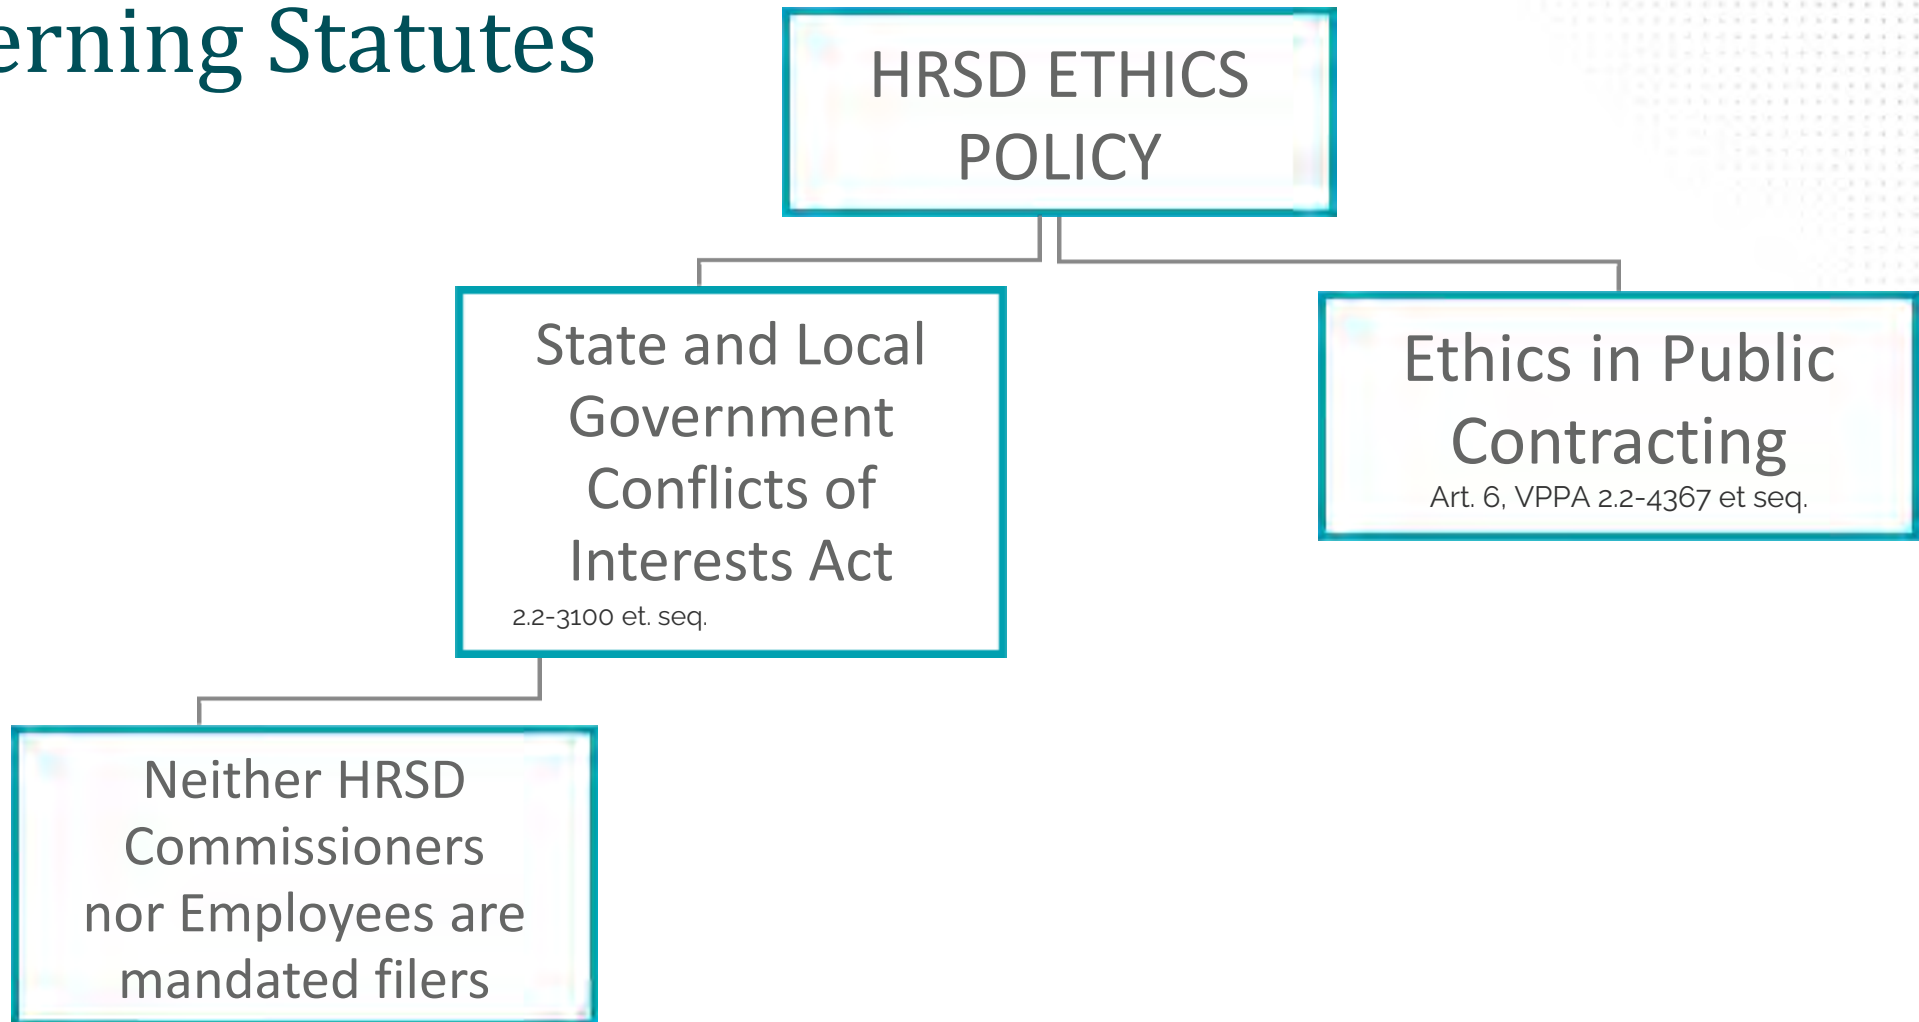 erning Statutes
HRSD ETHICS
POLICY
State and Local
Government
Conflicts of
Interests Act
2.2-3100 et. seq.
Ethics in Public
Contracting
Art. 6, VPPA 2.2-4367 et seq.
Neither HRSD
Commissioners
nor Employees are
mandated filers